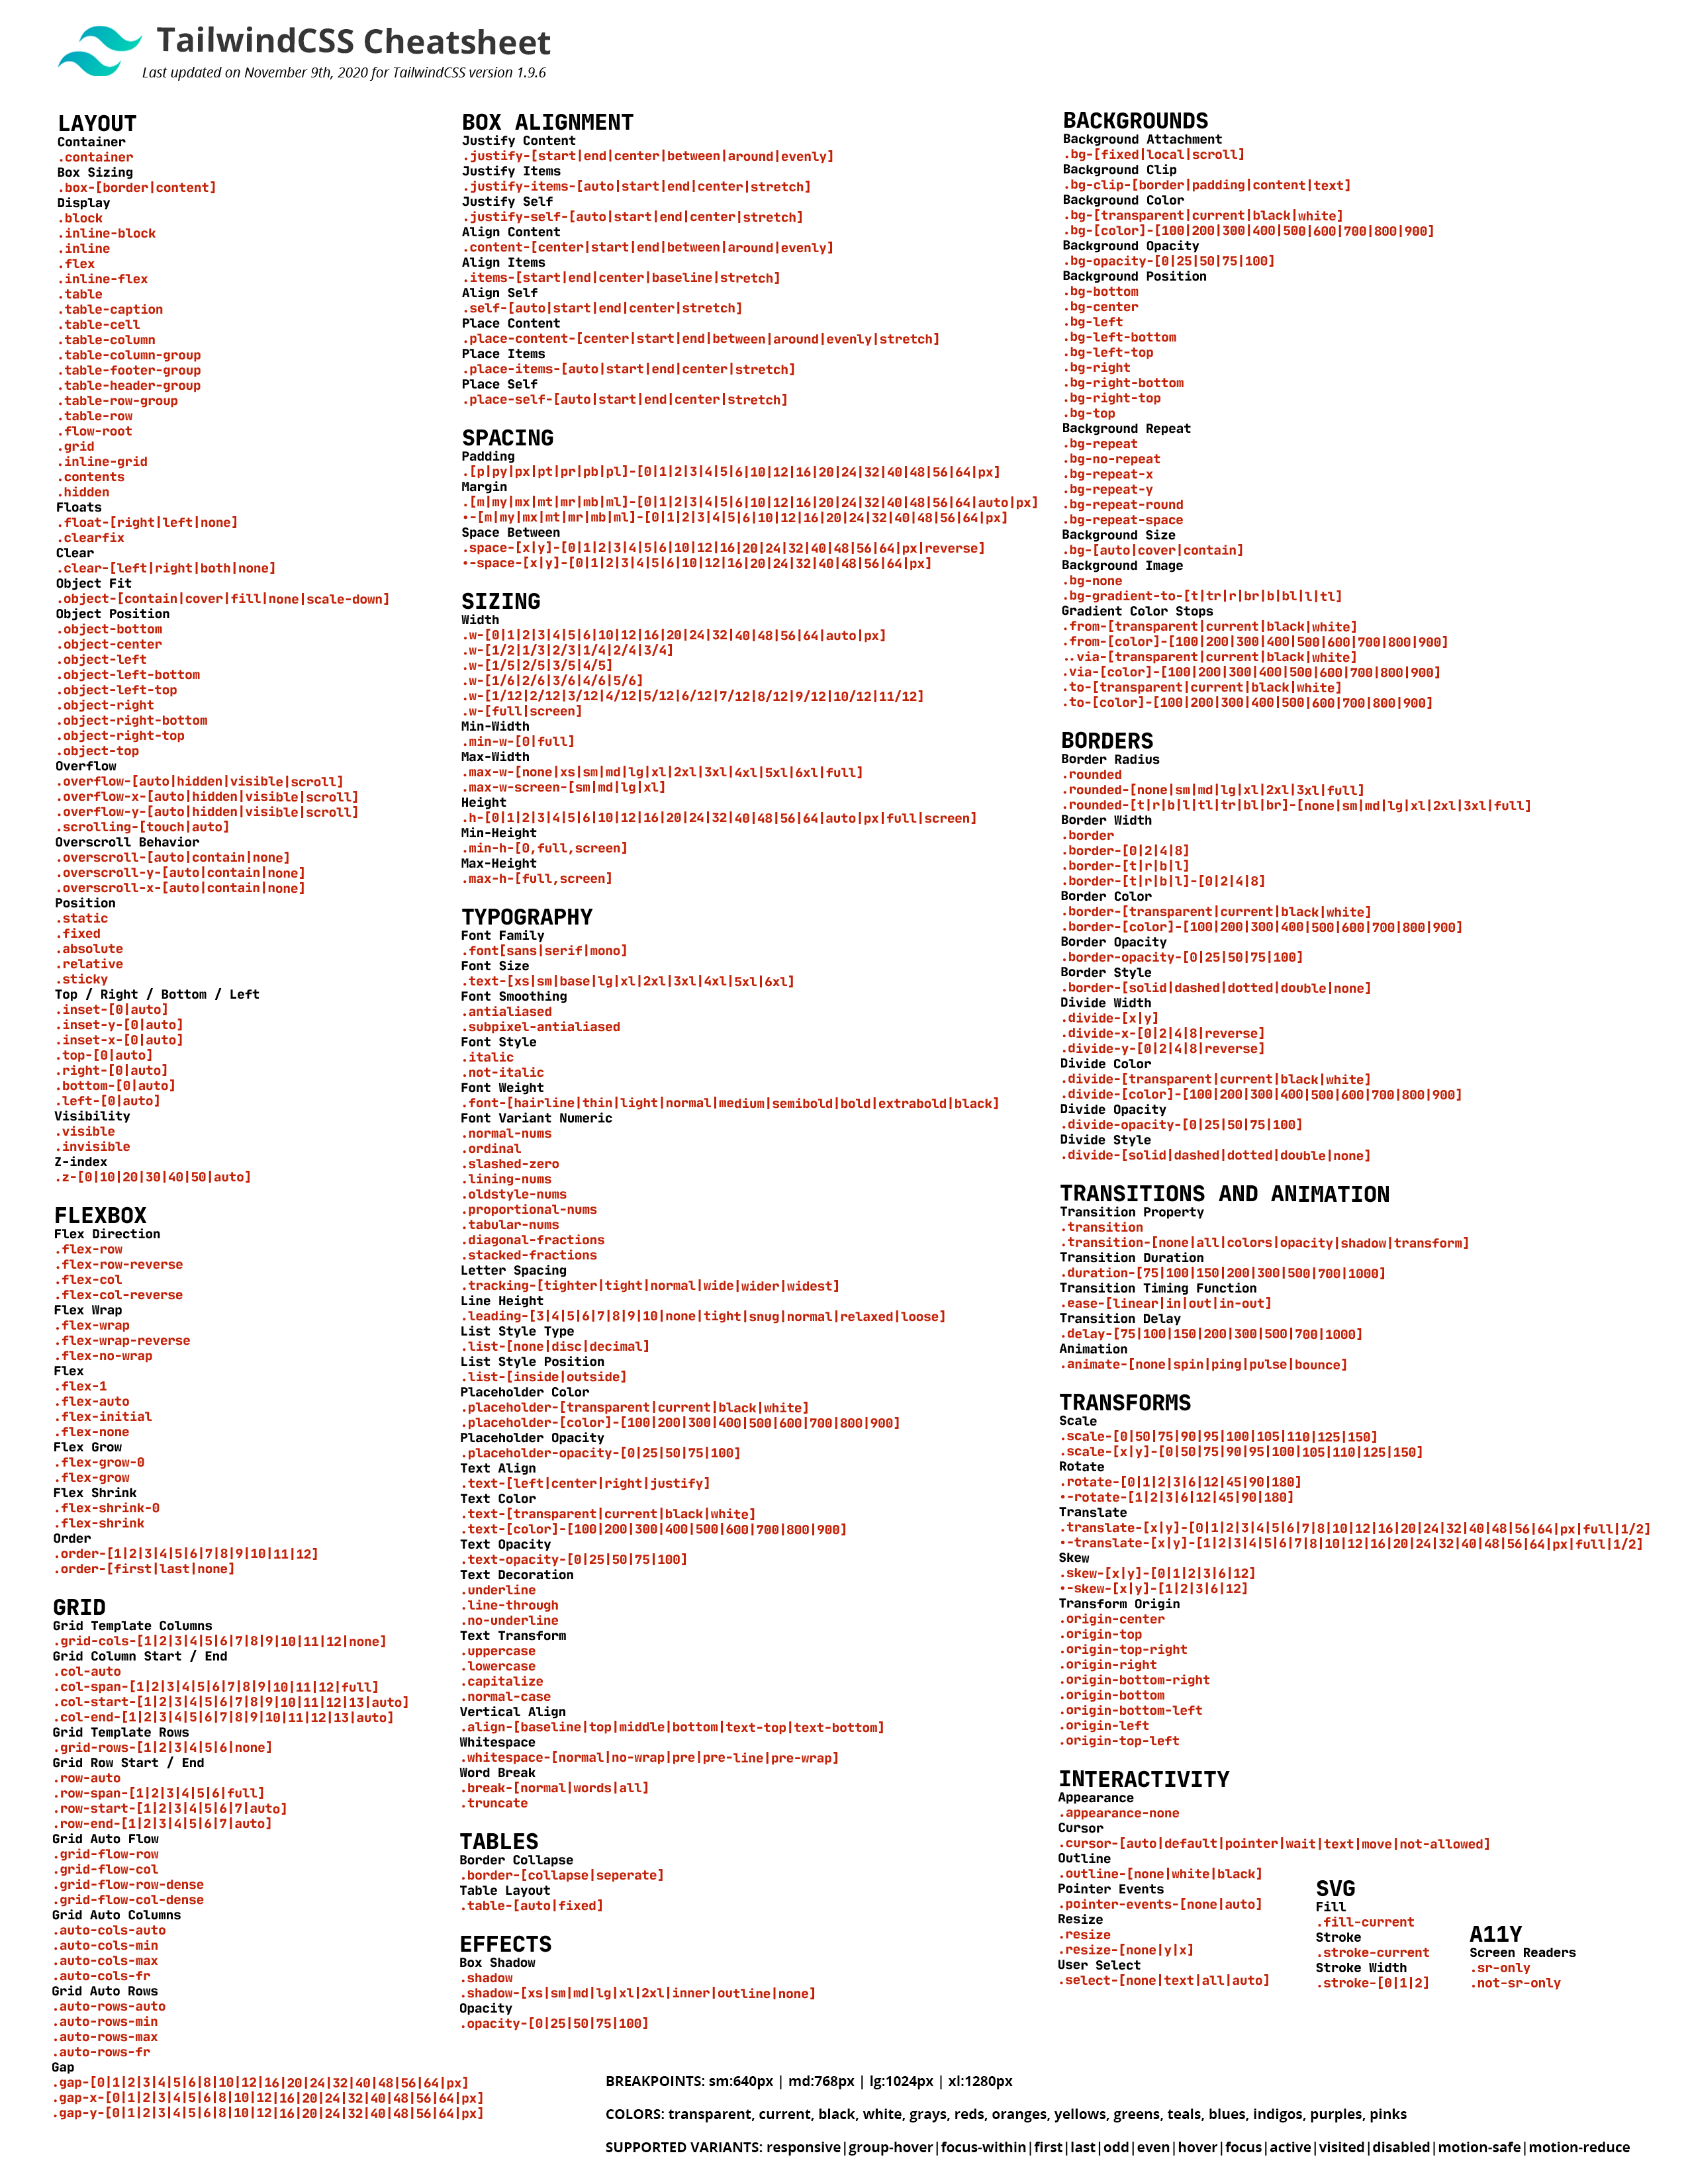 TailwindCSS Cheatsheet
Last updated on November 9th, 2020 for TailwindCSS version 1.9.6
LAYOUT
Container
.container
Box Sizing
.box-[border|content]
Display
.block
.inline-block
.inline
.flex
.inline-flex
.table
.table-caption
.table-cell
.table-column
.table-column-group
.table-footer-group
.table-header-group
.table-row-group
.table-row
.flow-root
.grid
.inline-grid
.contents
.hidden
Floats
.float-[right|left|none]
.clearfix
Clear
.clear-[left|right|both|none]
Object Fit
.object-[contain|cover|fill|none|scale-down]
Object Position
.object-bottom
.object-center
.object-left
.object-left-bottom
.object-left-top
.object-right
.object-right-bottom
.object-right-top
.object-top
Overflow
.overflow-[auto|hidden|visible|scroll]
.overflow-x-[auto|hidden|visible|scroll]
.overflow-y-[auto|hidden|visible|scroll]
.scrolling-[touch|auto]
Overscroll Behavior
.overscroll-[auto|contain|none]
.overscroll-y-[auto|contain|none]
.overscroll-x-[auto|contain|none]
Position
.static
.fixed
.absolute
.relative
.sticky
Top / Right / Bottom / Left
.inset-[0|auto]
.inset-y-[0|auto]
.inset-x-[0|auto]
.top-[0|auto]
.right-[0|auto]
.bottom-[0|auto]
.left-[0|auto]
Visibility
.visible
.invisible
Z-index
.z-[0|10|20|30|40|50|auto]
FLEXBOX
Flex Direction
.flex-row
.flex-row-reverse
.flex-col
.flex-col-reverse
Flex Wrap
.flex-wrap
.flex-wrap-reverse
.flex-no-wrap
Flex
.flex-1
.flex-auto
.flex-initial
.flex-none
Flex Grow
.flex-grow-0
.flex-grow
Flex Shrink
.flex-shrink-0
.flex-shrink
Order
.order-[1|2|3|4|5|6|7|8|9|10|11|12]
.order-[first|last|none]
GRID
Grid Template Columns
.grid-cols-[1|2|3|4|5|6|7|8|9|10|11|12|none]
Grid Column Start / End
.col-auto
.col-span-[1|2|3|4|5|6|7|8|9|10|11|12|full]
.col-start-[1|2|3|4|5|6|7|8|9|10|11|12|13|auto]
.col-end-[1|2|3|4|5|6|7|8|9|10|11|12|13|auto]
Grid Template Rows
.grid-rows-[1|2|3|4|5|6|none]
Grid Row Start / End
.row-auto
.row-span-[1|2|3|4|5|6|full]
.row-start-[1|2|3|4|5|6|7|auto]
.row-end-[1|2|3|4|5|6|7|auto]
Grid Auto Flow
.grid-flow-row
.grid-flow-col
.grid-flow-row-dense
.grid-flow-col-dense
Grid Auto Columns
.auto-cols-auto
.auto-cols-min
.auto-cols-max
.auto-cols-fr
Grid Auto Rows
.auto-rows-auto
.auto-rows-min
.auto-rows-max
.auto-rows-fr
Gap
.gap-[0|1|2|3|4|5|6|8|10|12|16|20|24|32|40|48|56|64|px]
.gap-x-[0|1|2|3|4|5|6|8|10|12|16|20|24|32|40|48|56|64|px]
.gap-y-[0|1|2|3|4|5|6|8|10|12|16|20|24|32|40|48|56|64|px]
BOX ALIGNMENT
Justify Content
.justify-[start|end|center|between|around|evenly]
Justify Items
.justify-items-[auto|start|end|center|stretch]
Justify Self
.justify-self-[auto|start|end|center|stretch]
Align Content
.content-[center|start|end|between|around|evenly]
Align Items
.items-[start|end|center|baseline|stretch]
Align Self
.self-[auto|start|end|center|stretch]
Place Content
.place-content-[center|start|end|between|around|evenly|stretch]
Place Items
.place-items-[auto|start|end|center|stretch]
Place Self
.place-self-[auto|start|end|center|stretch]
SPACING
Padding
.[p|py|px|pt|pr|pb|pl]-[0|1|2|3|4|5|6|10|12|16|20|24|32|40|48|56|64|px]
Margin
.[m|my|mx|mt|mr|mb|ml]-[0|1|2|3|4|5|6|10|12|16|20|24|32|40|48|56|64|auto|px]
•-[m|my|mx|mt|mr|mb|ml]-[0|1|2|3|4|5|6|10|12|16|20|24|32|40|48|56|64|px]
Space Between
.space-[x|y]-[0|1|2|3|4|5|6|10|12|16|20|24|32|40|48|56|64|px|reverse]
•-space-[x|y]-[0|1|2|3|4|5|6|10|12|16|20|24|32|40|48|56|64|px]
SIZING
Width
.w-[0|1|2|3|4|5|6|10|12|16|20|24|32|40|48|56|64|auto|px]
.w-[1/2|1/3|2/3|1/4|2/4|3/4]
.w-[1/5|2/5|3/5|4/5]
.w-[1/6|2/6|3/6|4/6|5/6]
.w-[1/12|2/12|3/12|4/12|5/12|6/12|7/12|8/12|9/12|10/12|11/12]
.w-[full|screen]
Min-Width
.min-w-[0|full]
Max-Width
.max-w-[none|xs|sm|md|lg|xl|2xl|3xl|4xl|5xl|6xl|full]
.max-w-screen-[sm|md|lg|xl]
Height
.h-[0|1|2|3|4|5|6|10|12|16|20|24|32|40|48|56|64|auto|px|full|screen]
Min-Height
.min-h-[0,full,screen]
Max-Height
.max-h-[full,screen]
TYPOGRAPHY
Font Family
.font[sans|serif|mono]
Font Size
.text-[xs|sm|base|lg|xl|2xl|3xl|4xl|5xl|6xl]
Font Smoothing
.antialiased
.subpixel-antialiased
Font Style
.italic
.not-italic
Font Weight
.font-[hairline|thin|light|normal|medium|semibold|bold|extrabold|black]
Font Variant Numeric
.normal-nums
.ordinal
.slashed-zero
.lining-nums
.oldstyle-nums
.proportional-nums
.tabular-nums
.diagonal-fractions
.stacked-fractions
Letter Spacing
.tracking-[tighter|tight|normal|wide|wider|widest]
Line Height
.leading-[3|4|5|6|7|8|9|10|none|tight|snug|normal|relaxed|loose]
List Style Type
.list-[none|disc|decimal]
List Style Position
.list-[inside|outside]
Placeholder Color
.placeholder-[transparent|current|black|white]
.placeholder-[color]-[100|200|300|400|500|600|700|800|900]
Placeholder Opacity
.placeholder-opacity-[0|25|50|75|100]
Text Align
.text-[left|center|right|justify]
Text Color
.text-[transparent|current|black|white]
.text-[color]-[100|200|300|400|500|600|700|800|900]
Text Opacity
.text-opacity-[0|25|50|75|100]
Text Decoration
.underline
.line-through
.no-underline
Text Transform
.uppercase
.lowercase
.capitalize
.normal-case
Vertical Align
.align-[baseline|top|middle|bottom|text-top|text-bottom]
Whitespace
.whitespace-[normal|no-wrap|pre|pre-line|pre-wrap]
Word Break
.break-[normal|words|all]
.truncate
TABLES
Border Collapse
.border-[collapse|seperate]
Table Layout
.table-[auto|fixed]
EFFECTS
Box Shadow
.shadow
.shadow-[xs|sm|md|lg|xl|2xl|inner|outline|none]
Opacity
.opacity-[0|25|50|75|100]
BACKGROUNDS
Background Attachment
.bg-[fixed|local|scroll]
Background Clip
.bg-clip-[border|padding|content|text]
Background Color
.bg-[transparent|current|black|white]
.bg-[color]-[100|200|300|400|500|600|700|800|900]
Background Opacity
.bg-opacity-[0|25|50|75|100]
Background Position
.bg-bottom
.bg-center
.bg-left
.bg-left-bottom
.bg-left-top
.bg-right
.bg-right-bottom
.bg-right-top
.bg-top
Background Repeat
.bg-repeat
.bg-no-repeat
.bg-repeat-x
.bg-repeat-y
.bg-repeat-round
.bg-repeat-space
Background Size
.bg-[auto|cover|contain]
Background Image
.bg-none
.bg-gradient-to-[t|tr|r|br|b|bl|l|tl]
Gradient Color Stops
.from-[transparent|current|black|white]
.from-[color]-[100|200|300|400|500|600|700|800|900]
..via-[transparent|current|black|white]
.via-[color]-[100|200|300|400|500|600|700|800|900]
.to-[transparent|current|black|white]
.to-[color]-[100|200|300|400|500|600|700|800|900]
BORDERS
Border Radius
.rounded
.rounded-[none|sm|md|lg|xl|2xl|3xl|full]
.rounded-[t|r|b|l|tl|tr|bl|br]-[none|sm|md|lg|xl|2xl|3xl|full]
Border Width
.border
.border-[0|2|4|8]
.border-[t|r|b|l]
.border-[t|r|b|l]-[0|2|4|8]
Border Color
.border-[transparent|current|black|white]
.border-[color]-[100|200|300|400|500|600|700|800|900]
Border Opacity
.border-opacity-[0|25|50|75|100]
Border Style
.border-[solid|dashed|dotted|double|none]
Divide Width
.divide-[x|y]
.divide-x-[0|2|4|8|reverse]
.divide-y-[0|2|4|8|reverse]
Divide Color
.divide-[transparent|current|black|white]
.divide-[color]-[100|200|300|400|500|600|700|800|900]
Divide Opacity
.divide-opacity-[0|25|50|75|100]
Divide Style
.divide-[solid|dashed|dotted|double|none]
TRANSITIONS AND ANIMATION
Transition Property
.transition
.transition-[none|all|colors|opacity|shadow|transform]
Transition Duration
.duration-[75|100|150|200|300|500|700|1000]
Transition Timing Function
.ease-[linear|in|out|in-out]
Transition Delay
.delay-[75|100|150|200|300|500|700|1000]
Animation
.animate-[none|spin|ping|pulse|bounce]
TRANSFORMS
Scale
.scale-[0|50|75|90|95|100|105|110|125|150]
.scale-[x|y]-[0|50|75|90|95|100|105|110|125|150]
Rotate
.rotate-[0|1|2|3|6|12|45|90|180]
•-rotate-[1|2|3|6|12|45|90|180]
Translate
.translate-[x|y]-[0|1|2|3|4|5|6|7|8|10|12|16|20|24|32|40|48|56|64|px|full|1/2]
•-translate-[x|y]-[1|2|3|4|5|6|7|8|10|12|16|20|24|32|40|48|56|64|px|full|1/2]
Skew
.skew-[x|y]-[0|1|2|3|6|12]
•-skew-[x|y]-[1|2|3|6|12]
Transform Origin
.origin-center
.origin-top
.origin-top-right
.origin-right
.origin-bottom-right
.origin-bottom
.origin-bottom-left
.origin-left
.origin-top-left
INTERACTIVITY
Appearance
.appearance-none
Cursor
.cursor-[auto|default|pointer|wait|text|move|not-allowed]
Outline
.outline-[none|white|black]
Pointer Events
.pointer-events-[none|auto]
Resize
.resize
.resize-[none|y|x]
User Select
.select-[none|text|all|auto]
SVG
Fill
.fill-current
Stroke
.stroke-current
Stroke Width
.stroke-[0|1|2]
A11Y
Screen Readers
.sr-only
.not-sr-only
BREAKPOINTS: sm:640px | md:768px | lg:1024px | xl:1280px
COLORS: transparent, current, black, white, grays, reds, oranges, yellows, greens, teals, blues, indigos, purples, pinks
SUPPORTED VARIANTS: responsive|group-hover|focus-within|first|last|odd|even|hover|focus|active|visited|disabled|motion-safe|motion-reduce